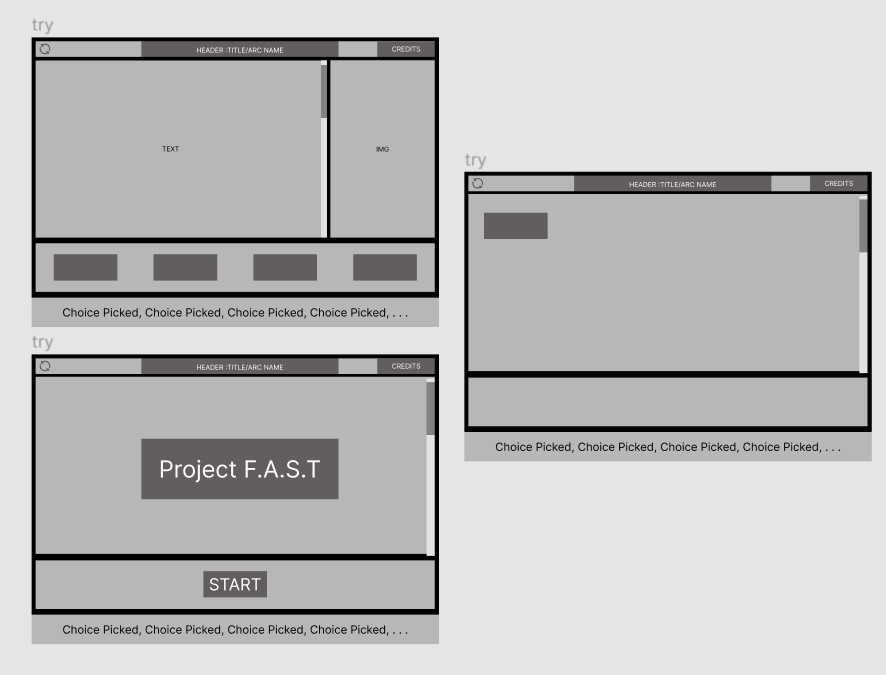 try
HEADER :TITLE/ARC NAME
CREDITS
TEXT
IMG
Choice Picked, Choice Picked, Choice Picked, Choice Picked, . . .
try
HEADER :TITLE/ARC NAME
CREDITS
Project F.A.S.T
START
Choice Picked, Choice Picked, Choice Picked, Choice Picked, . . .
try
HEADER :TITLE/ARC NAME
CREDITS
Choice Picked, Choice Picked, Choice Picked, Choice Picked, . . .